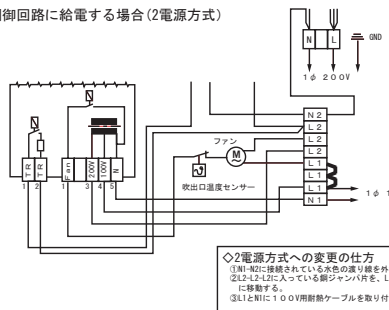 御回路に給電する場合(2電源方式)
N L GND
1φ 200V
N2
L2
L2
L2
L1
L1
L1
N1
ファン
M
吹出口温度センサー
TR TR Fan 200V 100V N
1 2 1 3 4 5
1φ 1
◇2電源方式への変更の仕方
①N1-N2に接続されている水色の渡り線を外
②L2-L2-L2に入っている銅ジャンパ片を、L
に移動する。
③L1とN1に100V用耐熱ケーブルを取り付